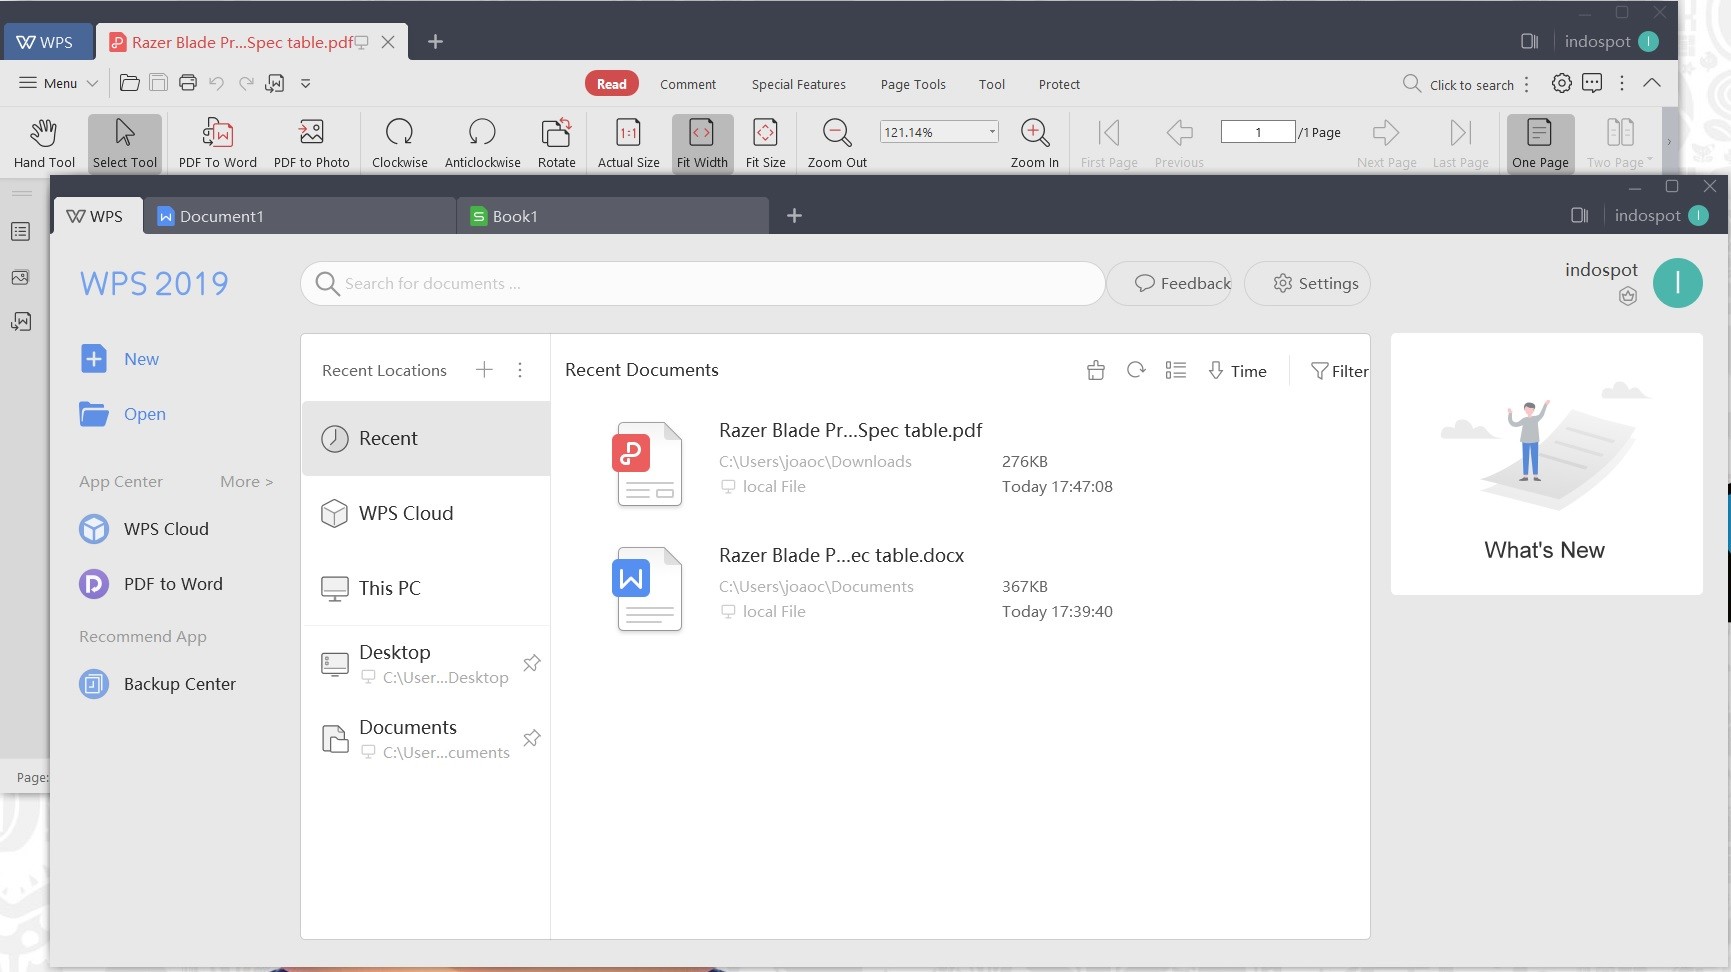 WPS
Razer Blade Pr...Spec table.pdf
indospot I
Menu
Read
Comment
Special Features
Page Tools
Tool
Protect
Click to search
Hand Tool
Select Tool
PDF To Word
PDF to Photo
Clockwise
Anticlockwise
Rotate
1:1
Actual Size
Fit Width
Fit Size
Zoom Out
121.14%
Zoom In
First Page
Previous
1 /1 Page
Next Page
Last Page
One Page
Two Page
WPS
Document1
Book1
indospot I
WPS 2019
Search for documents ...
Feedback
Settings
indospot
I
New
Open
App Center
More >
WPS Cloud
PDF to Word
Recommend App
Backup Center
Recent Locations
Recent
WPS Cloud
This PC
Desktop
C:\User...Desktop
Documents
C:\User...cuments
Recent Documents
Time
Filter
Razer Blade Pr...Spec table.pdf
C:\Users\joaoc\Downloads
276KB
local File
Today 17:47:08
Razer Blade P...ec table.docx
C:\Users\joaoc\Documents
367KB
local File
Today 17:39:40
What's New
Page: